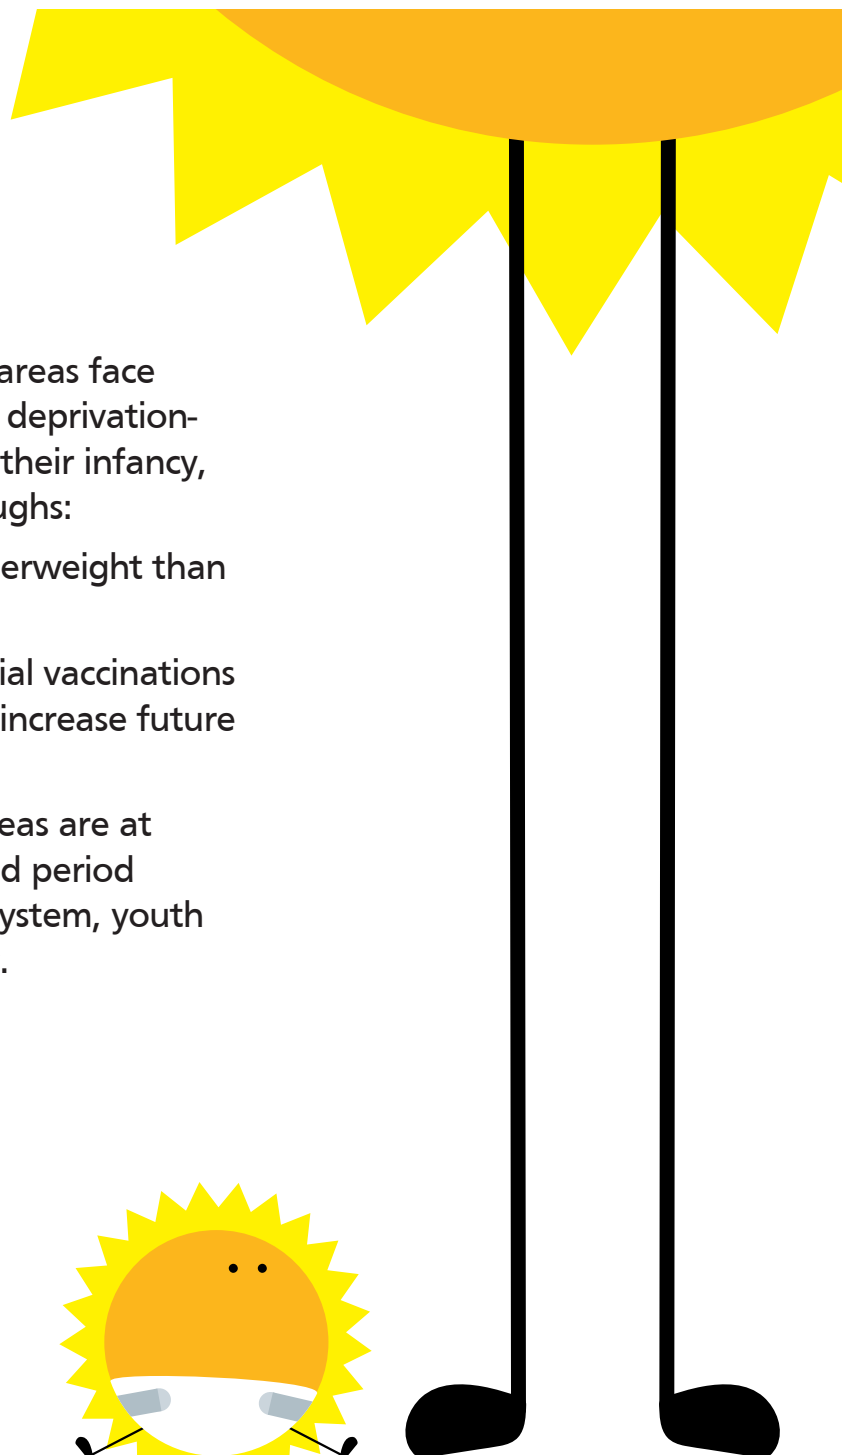 areas face
deprivation-
their infancy,
ughs:
erweight than
ial vaccinations
increase future
eas are at
d period
ystem, youth
.